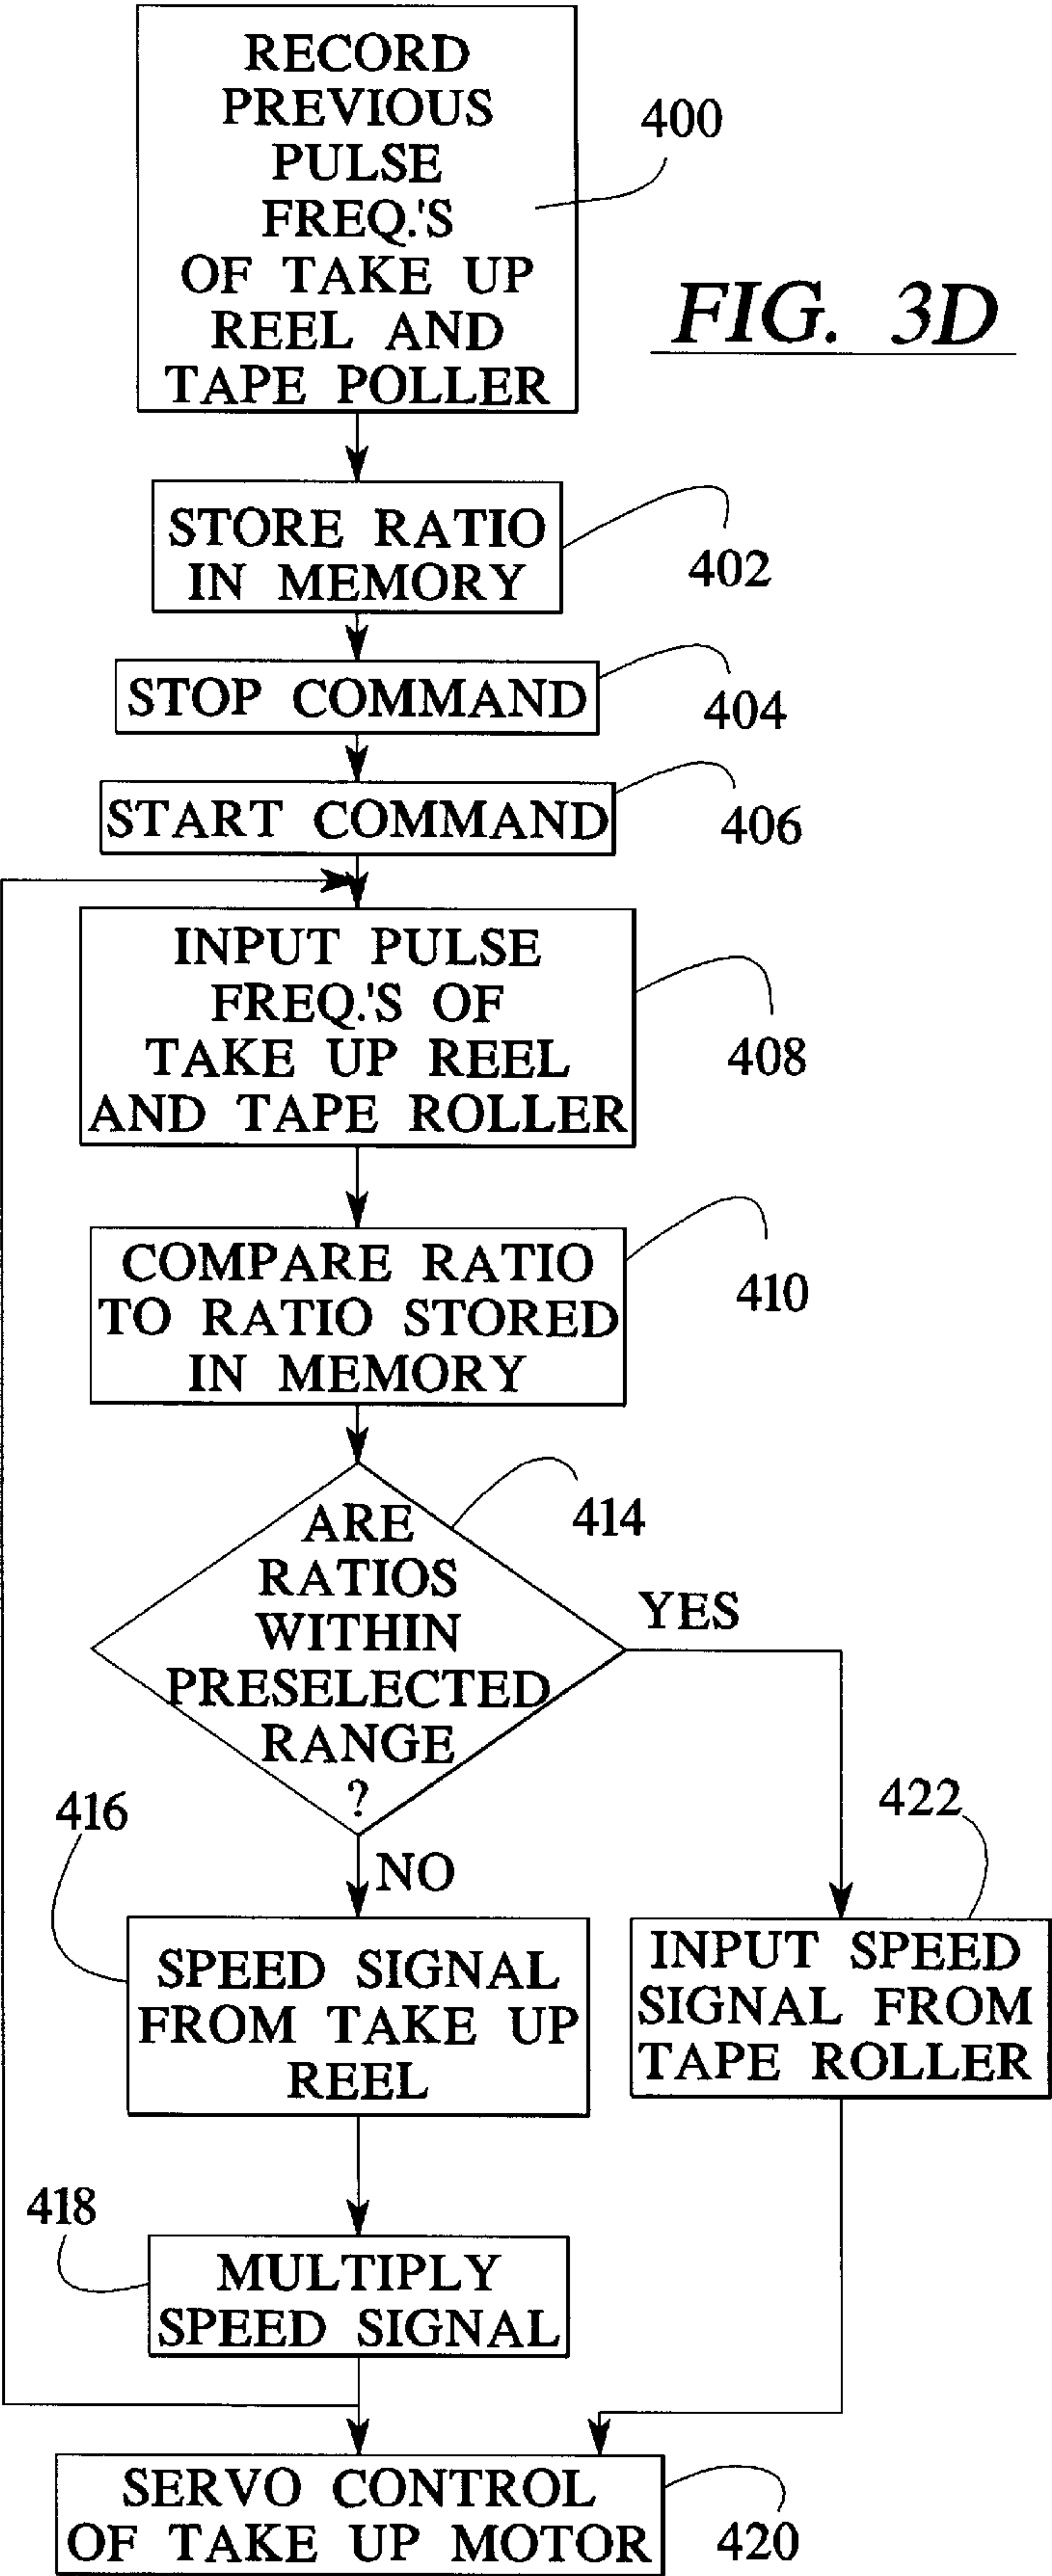 RECORD
PREVIOUS
PULSE
FREQ.'S
OF TAKE UP
REEL AND
TAPE POLLER
400
FIG. 3D
STORE RATIO
IN MEMORY
402
STOP COMMAND
404
START COMMAND
406
INPUT PULSE
FREQ.'S OF
TAKE UP REEL
AND TAPE ROLLER
408
COMPARE RATIO
TO RATIO STORED
IN MEMORY
410
ARE
RATIOS
WITHIN
PRESELECTED
RANGE
?
414
YES
NO
416
SPEED SIGNAL
FROM TAKE UP
REEL
422
INPUT SPEED
SIGNAL FROM
TAPE ROLLER
418
MULTIPLY
SPEED SIGNAL
SERVO CONTROL
OF TAKE UP MOTOR
420